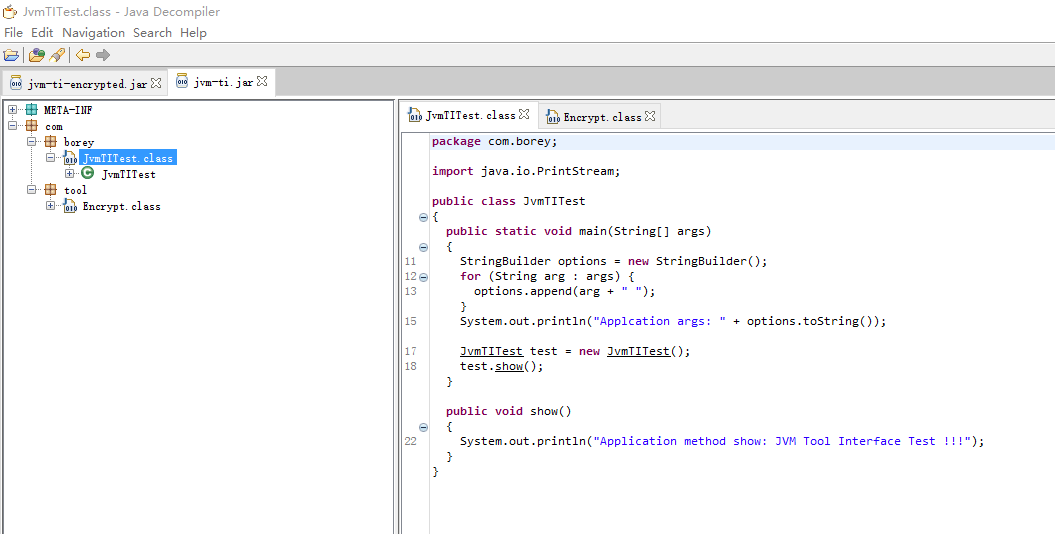 JvmTITest.class - Java Decompiler
File Edit Navigation Search Help
jvm-ti-encrypted.jar
jvm-ti.jar
META-INF
com
borey
JvmTITest.class
JvmTITest
tool
Encrypt.class
JvmTITest.class
Encrypt.class
package com.borey;
import java.io.PrintStream;
public class JvmTITest
{
public static void main(String[] args)
{
11 StringBuilder options = new StringBuilder();
12 for (String arg : args) {
13 options.append(arg + " ");
}
15 System.out.println("Applcation args: " + options.toString());
17 JvmTITest test = new JvmTITest();
18 test.show();
}
public void show()
{
22 System.out.println("Application method show: JVM Tool Interface Test !!!");
}
}